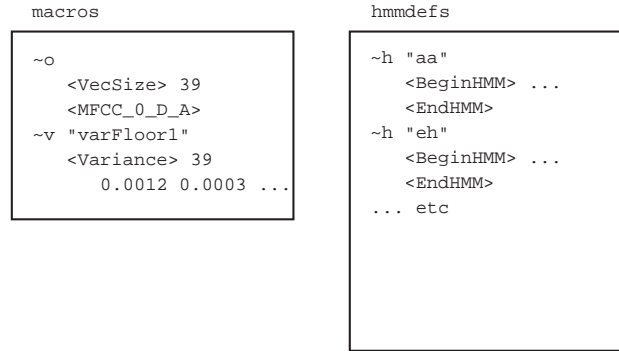 macros
~o
<VecSize> 39
<MFCC_0_D_A>
~v "varFloor1"
<Variance> 39
0.0012 0.0003 ...
hmmdefs
~h "aa"
<BeginHMM> ...
<EndHMM>
~h "eh"
<BeginHMM> ...
<EndHMM>
... etc